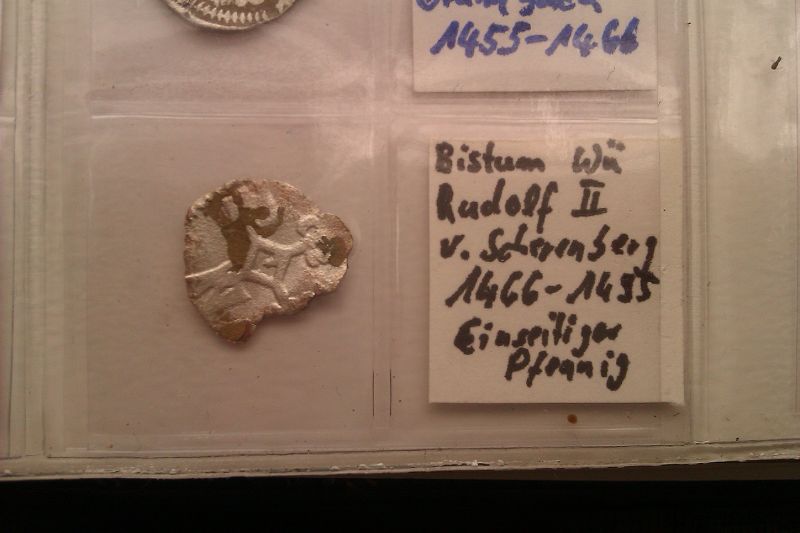 1455-1466
Bistum Wü
Rudolf II
v. Scherenberg
1466-1495
Einseitiger
Pfennig